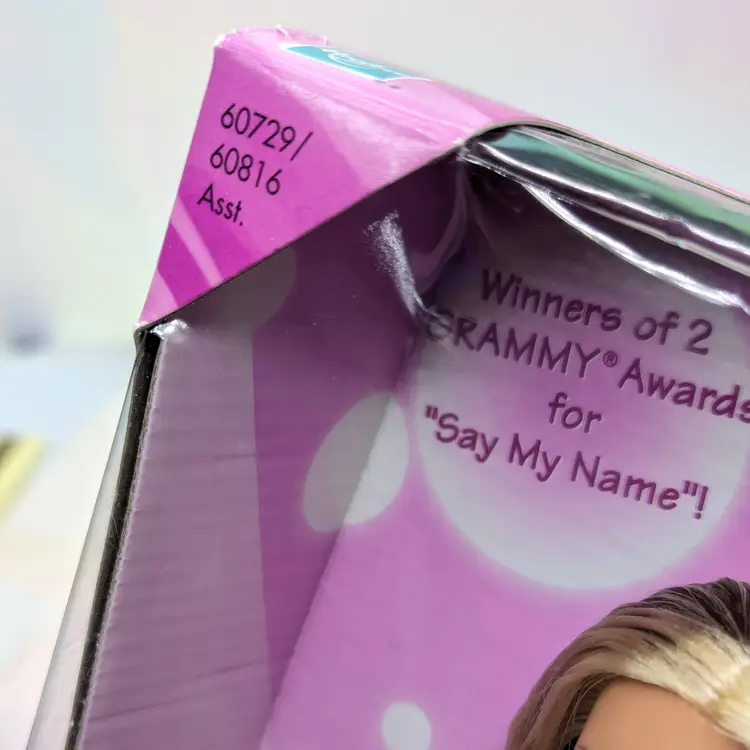 60729/
60816
Asst.
Winners of 2
GRAMMY® Awards
for
"Say My Name"!